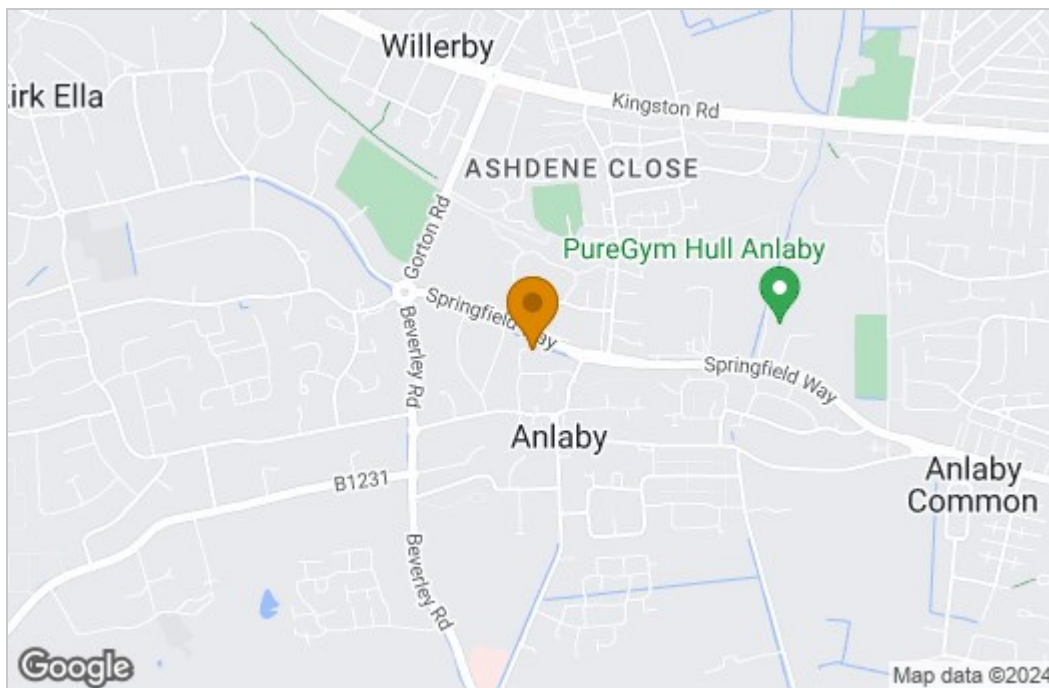 Willerby
Kirk Ella
Kingston Rd
ASHDENE CLOSE
Gorton Rd
PureGym Hull Anlaby
Springfield Way
Beverley Rd
Springfield Way
Anlaby
B1231
Anlaby
Common
Beverley Rd
Google
Map data ©2024